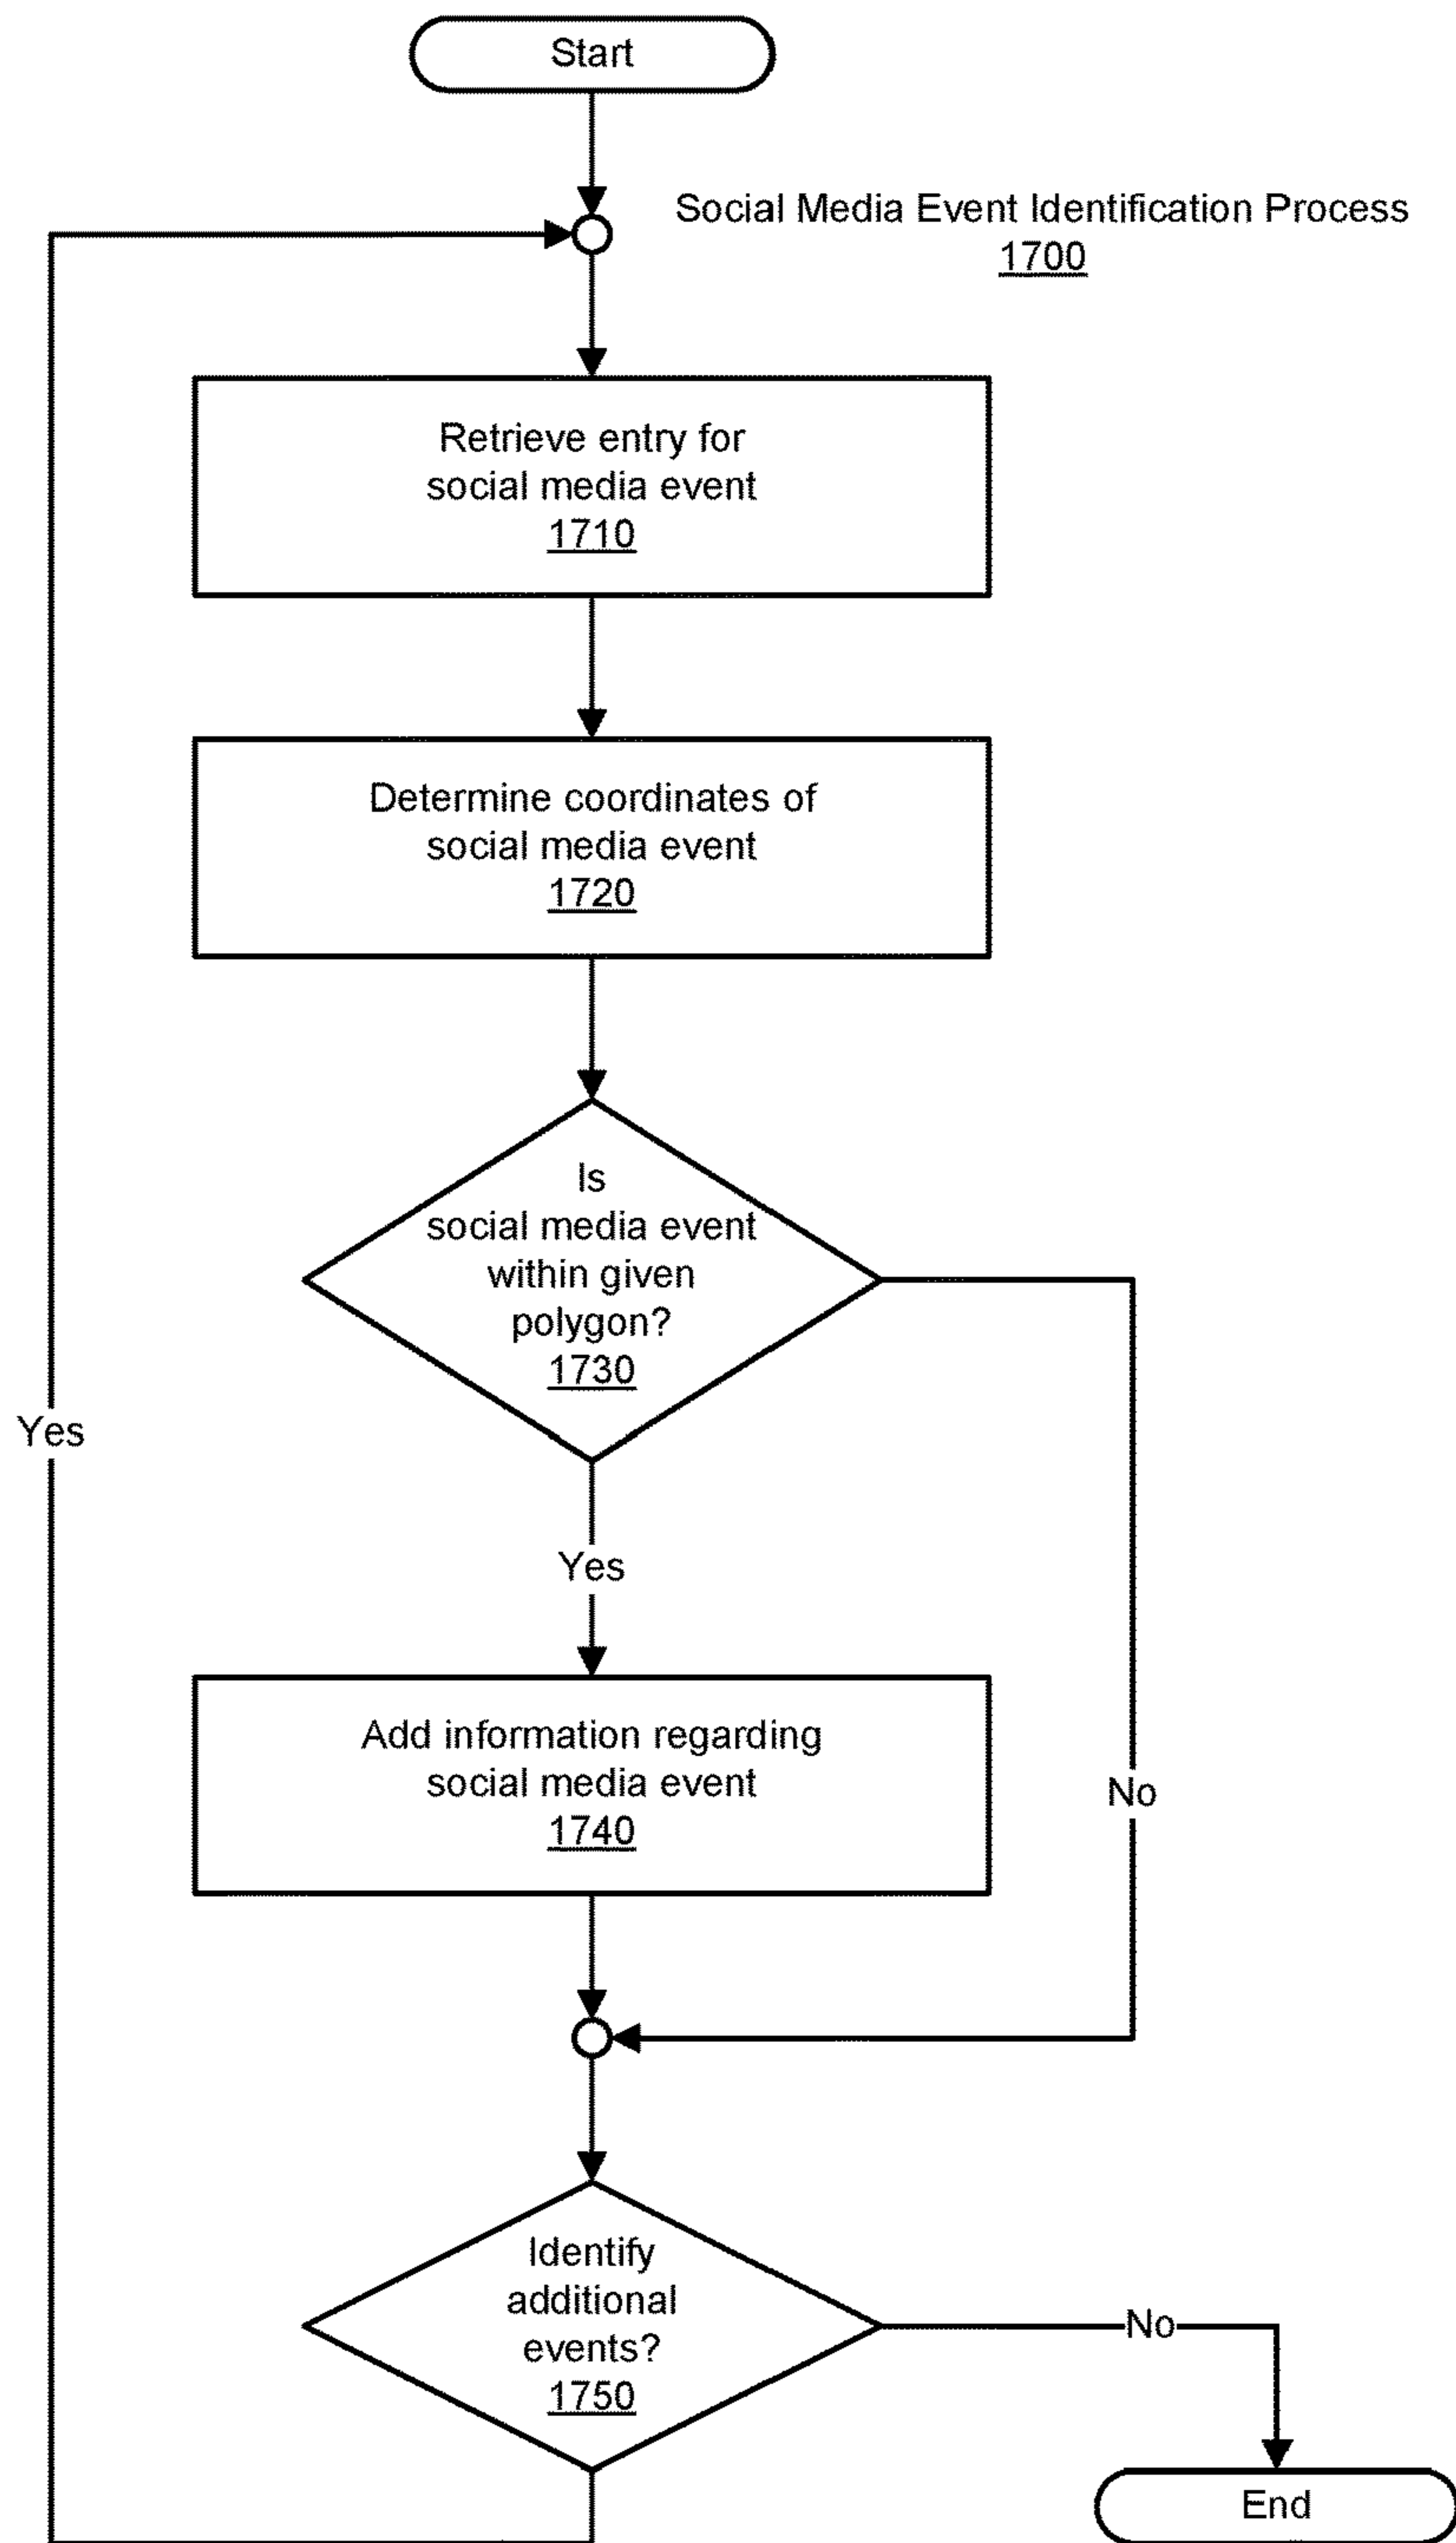 Start
Social Media Event Identification Process
1700
Retrieve entry for
social media event
1710
Determine coordinates of
social media event
1720
Is
social media event
within given
polygon?
1730
Yes
Yes
Add information regarding
social media event
1740
No
Identify
additional
events?
1750
No
End